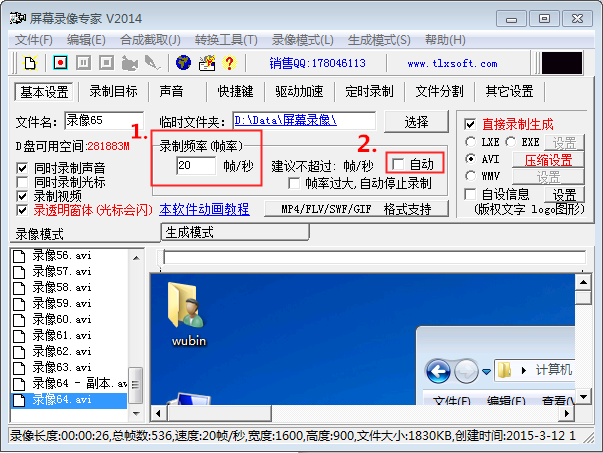 屏幕录像专家 V2014
文件(F) 编辑(E) 合成截取(J) 转换工具(T) 录像模式(L) 生成模式(S) 帮助(H)
销售QQ:178046113 www.tlxsoft.com
基本设置 录制目标 声音 快捷键 驱动加速 定时录制 文件分割 其它设置
文件名: 录像65 1. 临时文件夹: D:\Data\屏幕录像\ 选择
D盘可用空间:281883M
录制频率(帧率)
20 帧/秒
建议不超过: 帧/秒
2.
自动
帧率过大,自动停止录制
同时录制声音
同时录制光标
录制视频
录透明窗体(光标会闪)
本软件动画教程
MP4/FLV/SWF/GIF 格式支持
直接录制生成
LXE EXE 设置
AVI 压缩设置
WMV 设置
自设信息 设置
(版权文字 logo图形)
录像模式 生成模式
录像56.avi
录像57.avi
录像58.avi
录像59.avi
录像60.avi
录像61.avi
录像62.avi
录像63.avi
录像64 - 副本.av
录像64.avi
wubin
计算机
文件(F) 编辑(E) 查看(V)
录像长度:00:00:26,总帧数:536,速度:20帧/秒,宽度:1600,高度:900,文件大小:1830KB,创建时间:2015-3-12 1